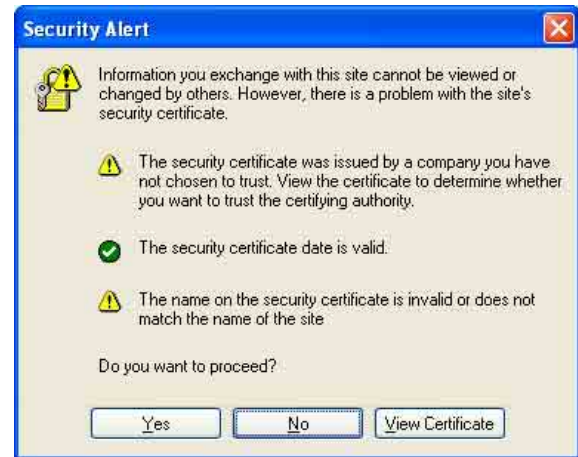 Security Alert
Information you exchange with this site cannot be viewed or
changed by others. However, there is a problem with the site's
security certificate.
The security certificate was issued by a company you have
not chosen to trust. View the certificate to determine whether
you want to trust the certifying authority.
The security certificate date is valid.
The name on the security certificate is invalid or does not
match the name of the site
Do you want to proceed?
Yes No View Certificate